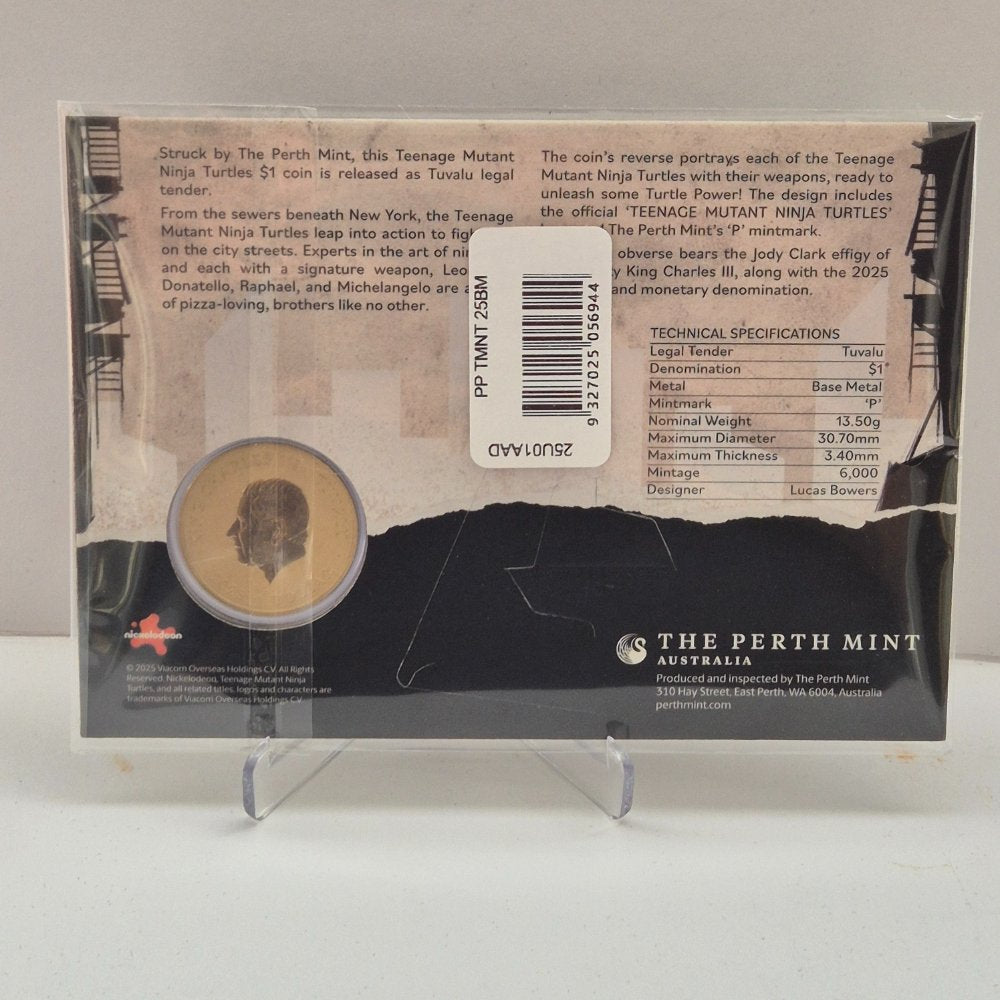 Struck by The Perth Mint, this Teenage Mutant
Ninja Turtles $1 coin is released as Tuvalu legal
tender.
From the sewers beneath New York, the Teenage
Mutant Ninja Turtles leap into action to
on the city streets. Experts in the art of
and each with a signature weapon,
Donatello, Raphael, and Michelangelo are
of pizza-loving, brothers like no other.
The coin's reverse portrays each of the Teenage
Mutant Ninja Turtles with their weapons, ready to
unleash some Turtle Power! The design includes
the official 'TEENAGE MUTANT NINJA TURTLES'
The Perth Mint's 'P' mintmark.
obverse bears the Jody Clark effigy of
King Charles III, along with the 2025
and monetary denomination.
PP TMNT 25BM
9 327025 056944
25U01AAD
TECHNICAL SPECIFICATIONS
Legal Tender Tuvalu
Denomination $1
Metal Base Metal
Mintmark 'P'
Nominal Weight 13.50g
Maximum Diameter 30.70mm
Maximum Thickness 3.40mm
Mintage 6,000
Designer Lucas Bowers
nickelodeon
© 2025 Viacom Overseas Holdings C.V. All Rights
Reserved. Nickelodeon, Teenage Mutant Ninja
Turtles, and all related titles, logos and characters are
trademarks of Viacom Overseas Holdings C.V.
THE PERTH MINT
AUSTRALIA
Produced and inspected by The Perth Mint
310 Hay Street, East Perth, WA 6004, Australia
perthmint.com